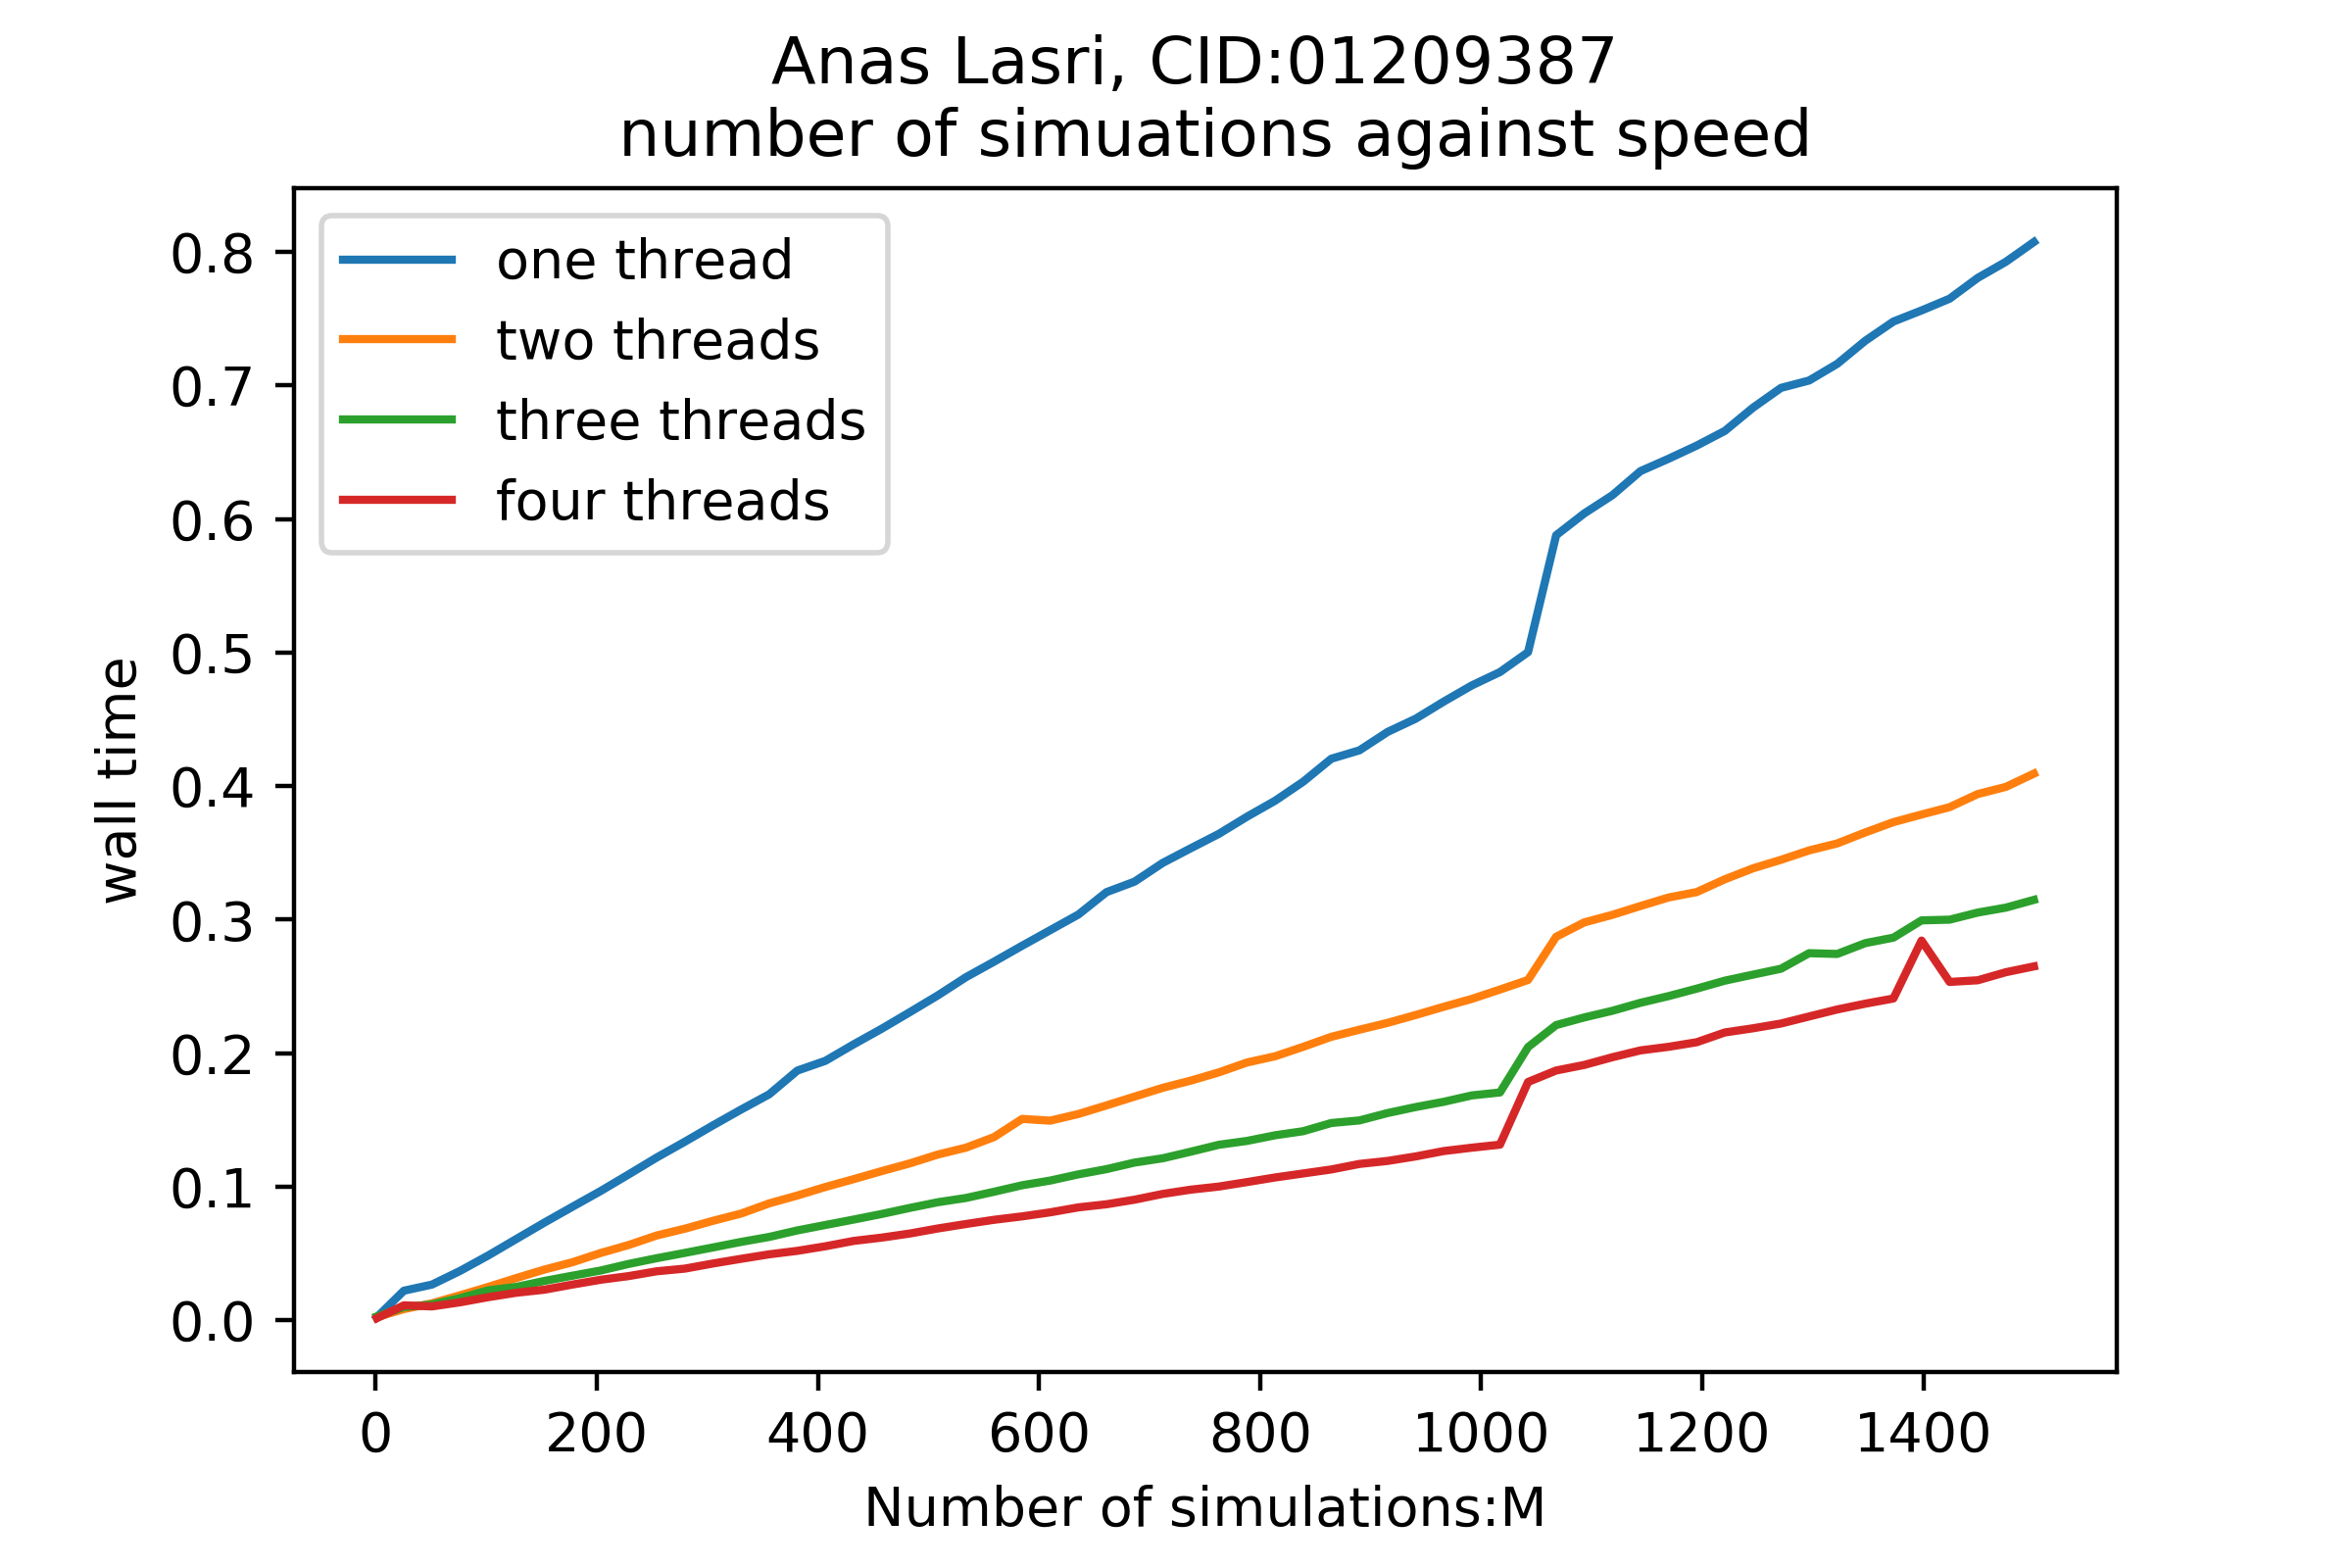 Anas Lasri, CID:01209387
number of simuations against speed
one thread
two threads
three threads
four threads
0.8
0.7
0.6
0.5
0.4
0.3
0.2
0.1
0.0
wall time
0 200 400 600 800 1000 1200 1400
Number of simulations:M